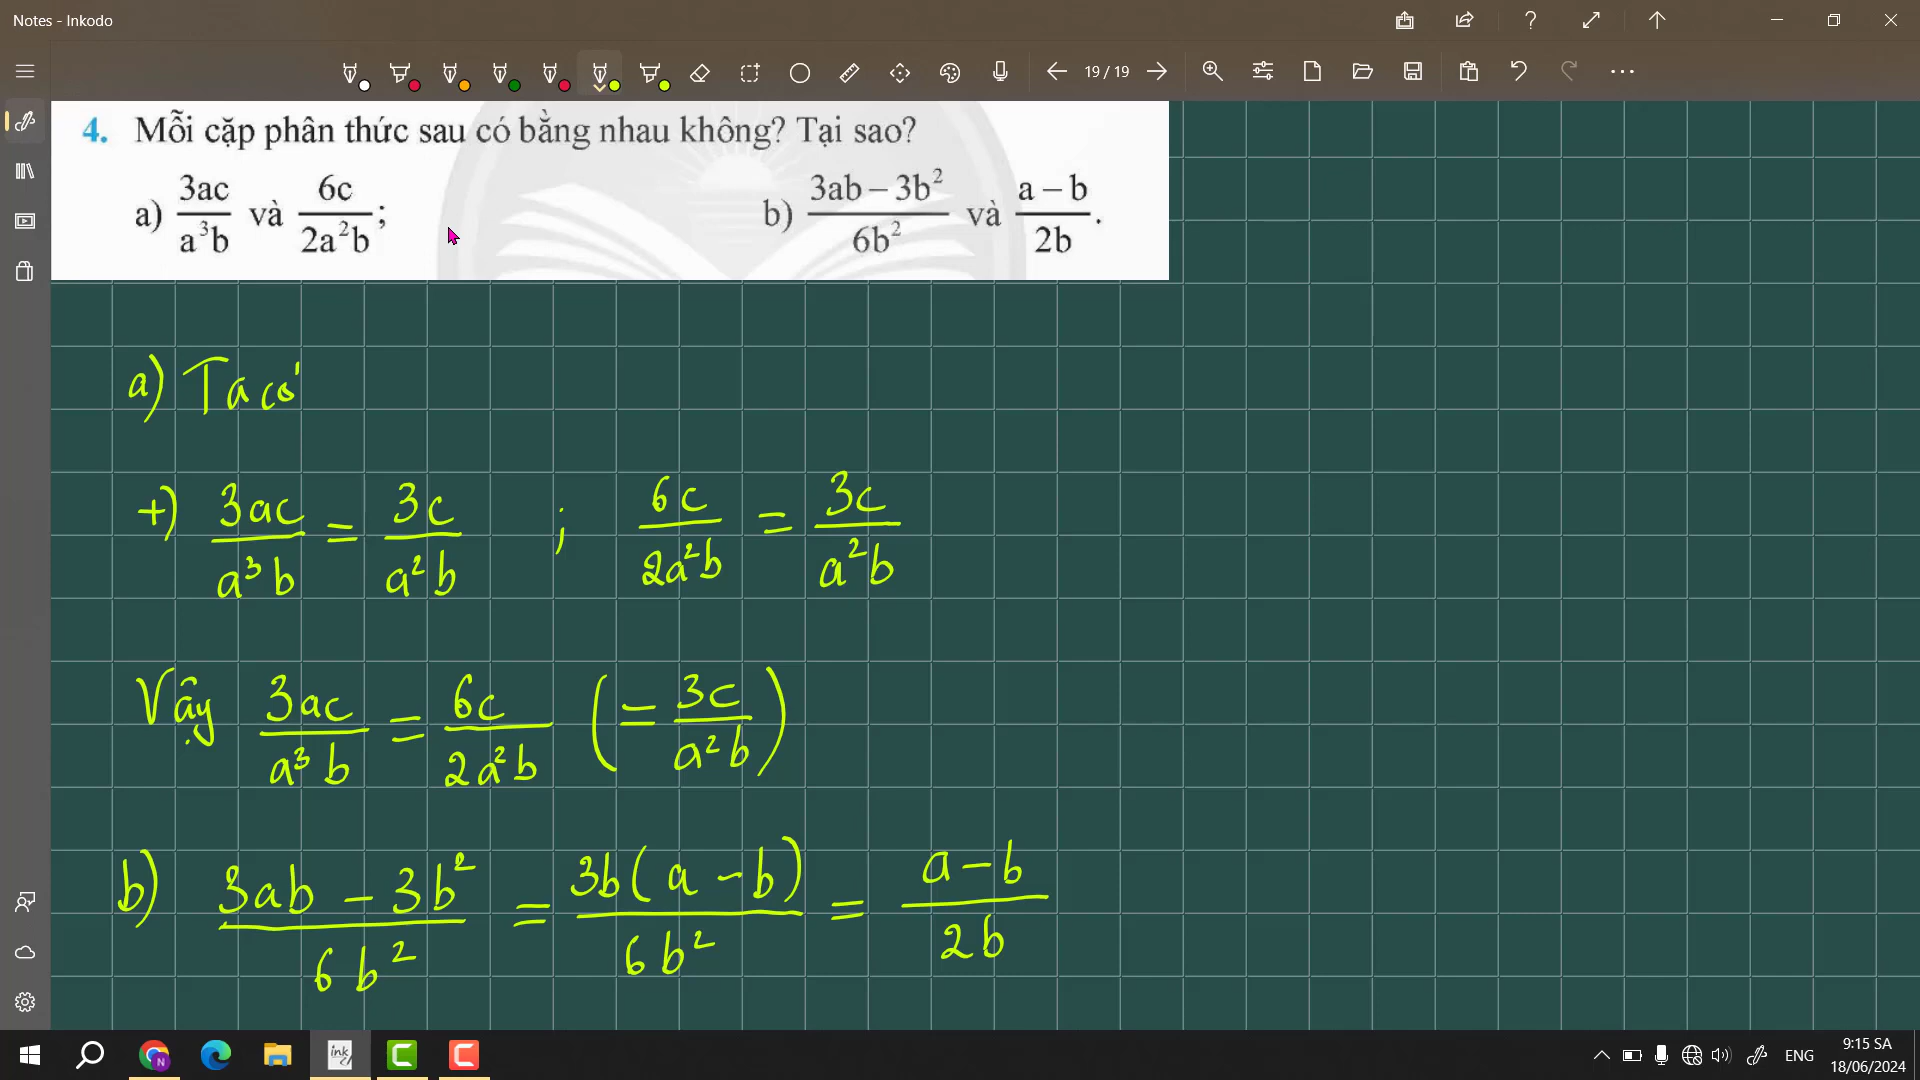 Notes - Inkodo
19 / 19
4. Mỗi cặp phân thức sau có bằng nhau không? Tại sao?
a) 3ac/a³b và 6c/2a²b; b) (3ab – 3b²)/6b² và (a – b)/2b.
a) Ta có
+) 3ac/a³b = 3c/a²b ; 6c/2a²b = 3c/a²b
Vậy 3ac/a³b = 6c/2a²b (= 3c/a²b)
b) (3ab – 3b²)/6b² = 3b(a – b)/6b² = (a – b)/2b
ink
ENG
9:15 SA
18/06/2024